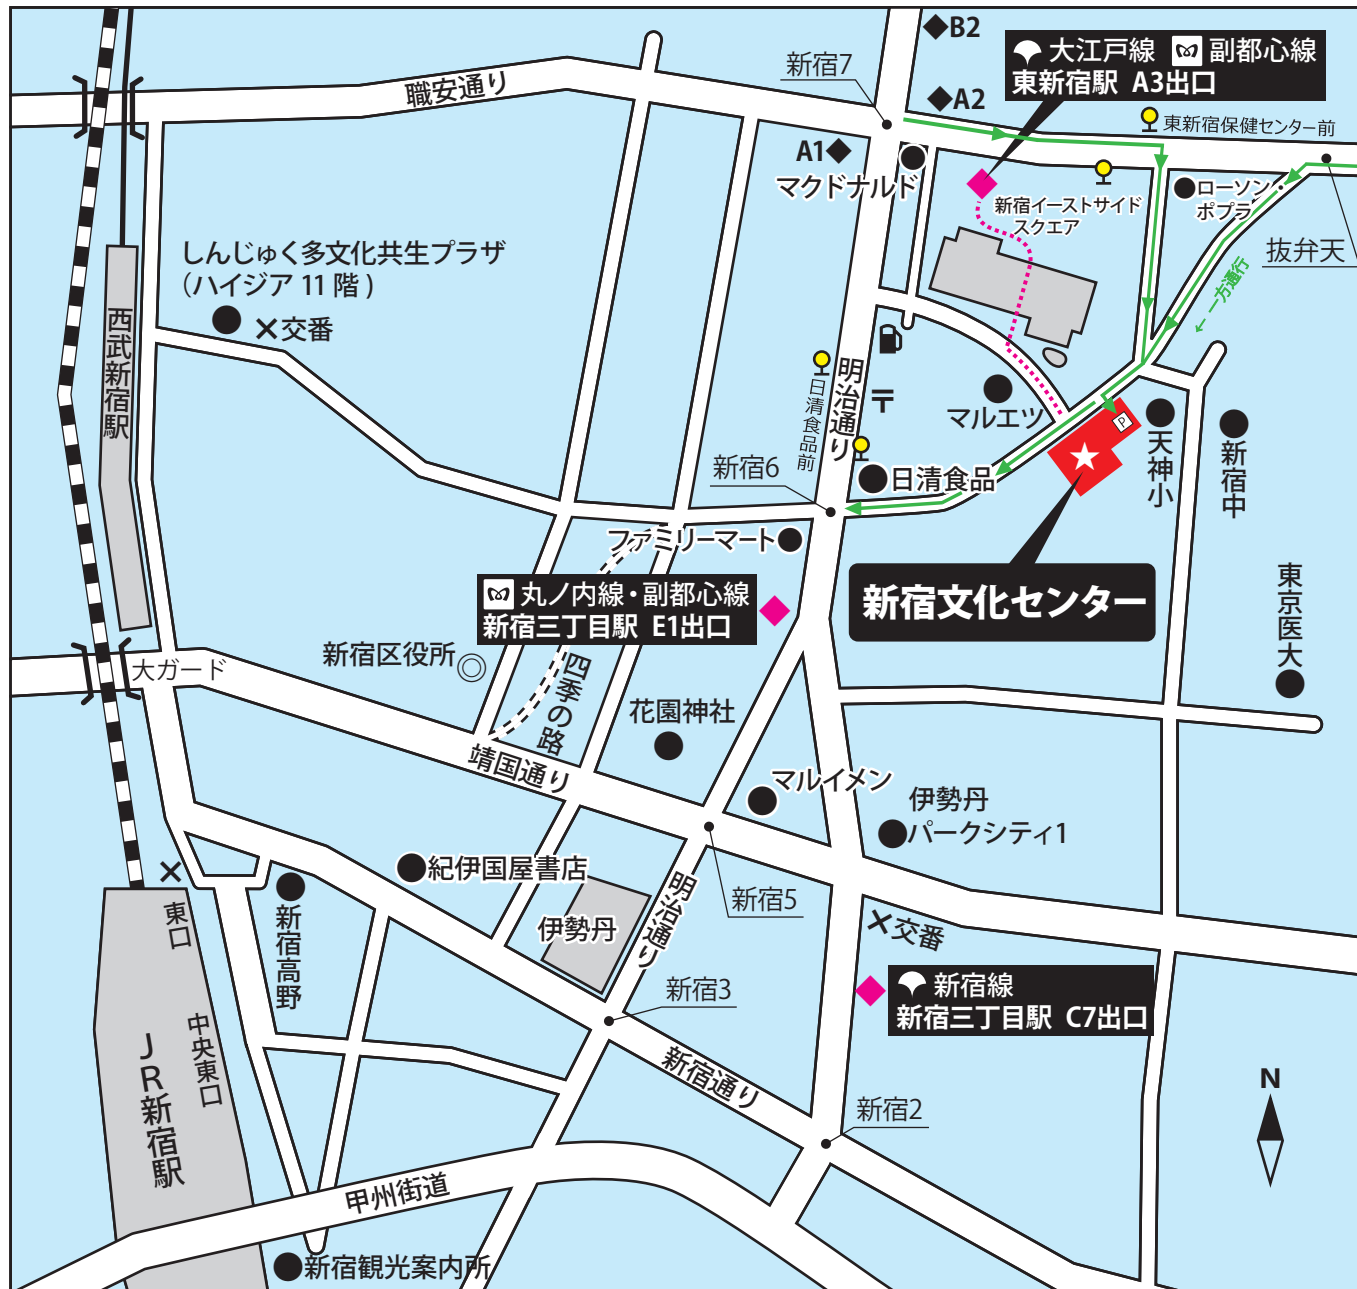 B2
大江戸線 副都心線
東新宿駅 A3出口
新宿7
職安通り
A2
東新宿保健センター前
A1
マクドナルド
ローソン・
ポプラ
新宿イーストサイド
スクエア
抜弁天
←一方通行
しんじゅく多文化共生プラザ
(ハイジア 11 階 )
交番
西武新宿駅
明治通り
日清食品前
〒
マルエツ
P
天神小
新宿中
新宿6
日清食品
ファミリーマート
丸ノ内線・副都心線
新宿三丁目駅 E1出口
新宿文化センター
東京医大
大ガード
新宿区役所
四季の路
花園神社
靖国通り
マルイメン
伊勢丹
パークシティ1
紀伊国屋書店
伊勢丹
明治通り
新宿5
交番
東口
新宿高野
新宿線
新宿三丁目駅 C7出口
新宿3
中央東口
JR新宿駅
新宿通り
新宿2
N
甲州街道
新宿観光案内所